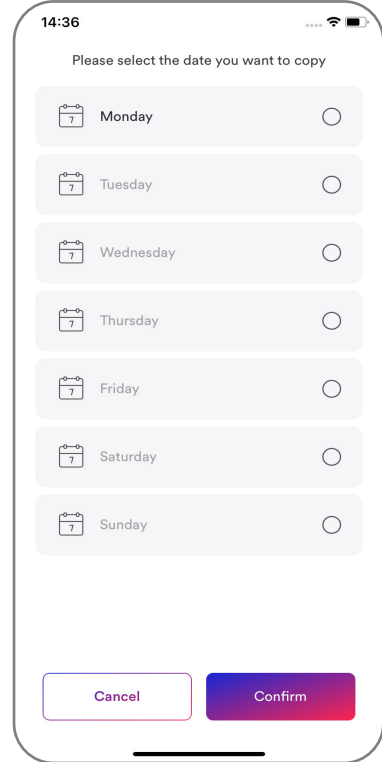 14:36
Please select the date you want to copy
7 Monday
7 Tuesday
7 Wednesday
7 Thursday
7 Friday
7 Saturday
7 Sunday
Cancel Confirm